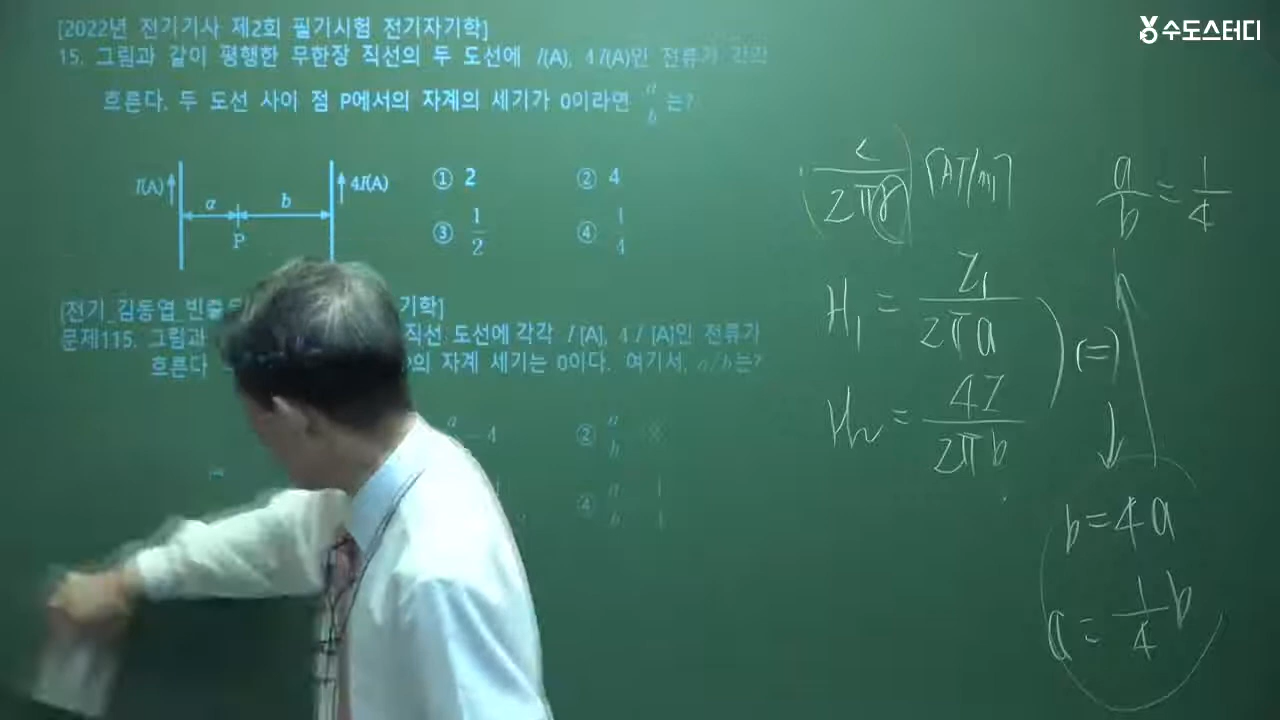 수도스터디
[2022년 전기기사 제2회 필기시험 전기자기학]
15. 그림과 같이 평행한 무한장 직선의 두 도선에 I(A), 4I(A)인 전류가 각각
흐른다. 두 도선 사이 점 P에서의 자계의 세기가 0이라면 a/b 는?
I(A) 4I(A)
a b
P
① 2 ② 4
③ 1/2 ④ 1/4
[전기_김동엽_빈출 기학]
문제115. 그림과 직선 도선에 각각 I[A], 4I[A]인 전류가
흐른다 의 자계 세기는 0이다. 여기서, a/b는?
②
④
2πr [AT/m]
a/b = 1/4
H₁ = I₁/2πa
(=)
= 4I/2πb
b=4a
a = 1/4 b